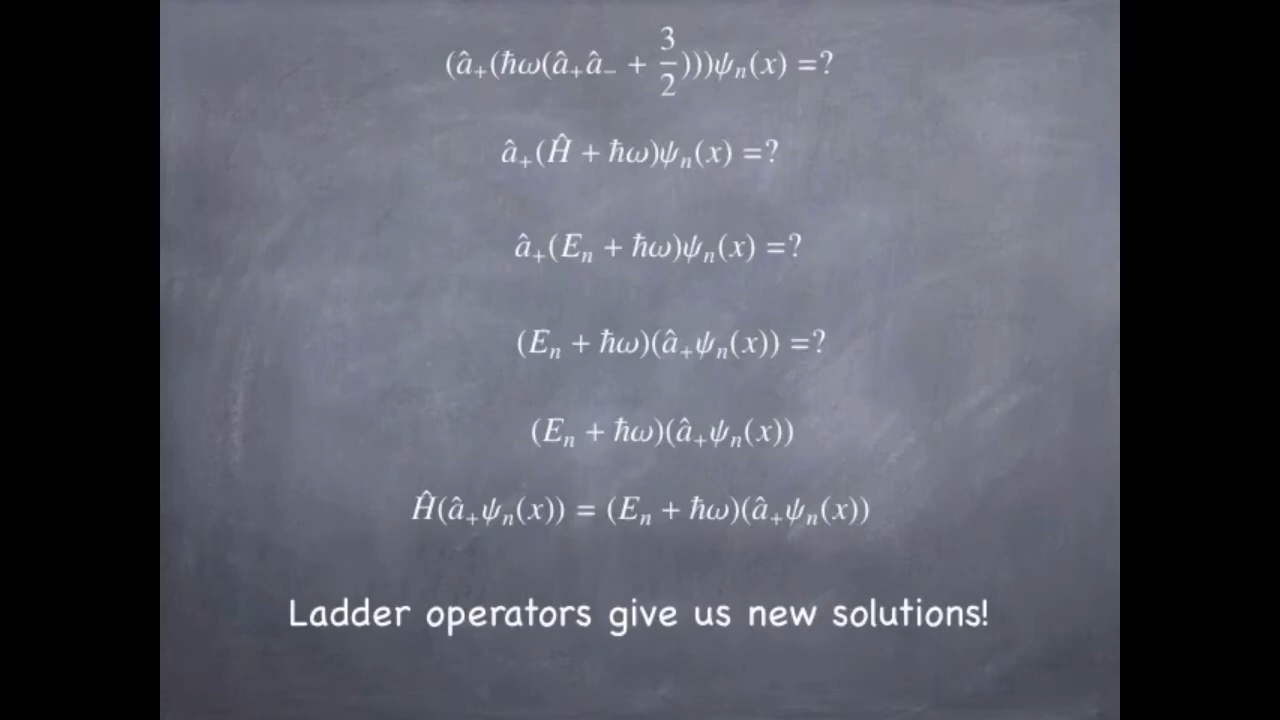 (â₊(ħω(â₊â₋ + 3/2)))ψₙ(x) =?
â₊(Ĥ + ħω)ψₙ(x) =?
â₊(Eₙ + ħω)ψₙ(x) =?
(Eₙ + ħω)(â₊ψₙ(x)) =?
(Eₙ + ħω)(â₊ψₙ(x))
Ĥ(â₊ψₙ(x)) = (Eₙ + ħω)(â₊ψₙ(x))
Ladder operators give us new solutions!